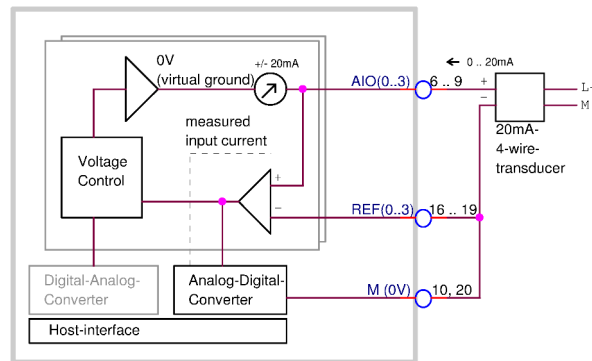 0V
(virtual ground)
+/- 20mA
0 .. 20mA
AIO(0..3)
6 .. 9
+
−
20mA-
4-wire-
transducer
M
measured
input current
Voltage
Control
+
−
REF(0..3)
16 .. 19
Digital-Analog-
Converter
Analog-Digital-
Converter
M (0V)
10, 20
Host-interface